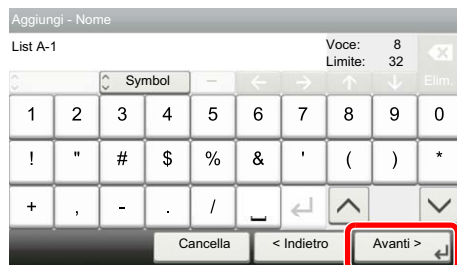 Aggiungi - Nome
List A-1 Voce: 8
Limite: 32
Symbol Elim.
1 2 3 4 5 6 7 8 9 0
! " # $ % & ' ( ) *
+ , - . /
Cancella < Indietro Avanti >